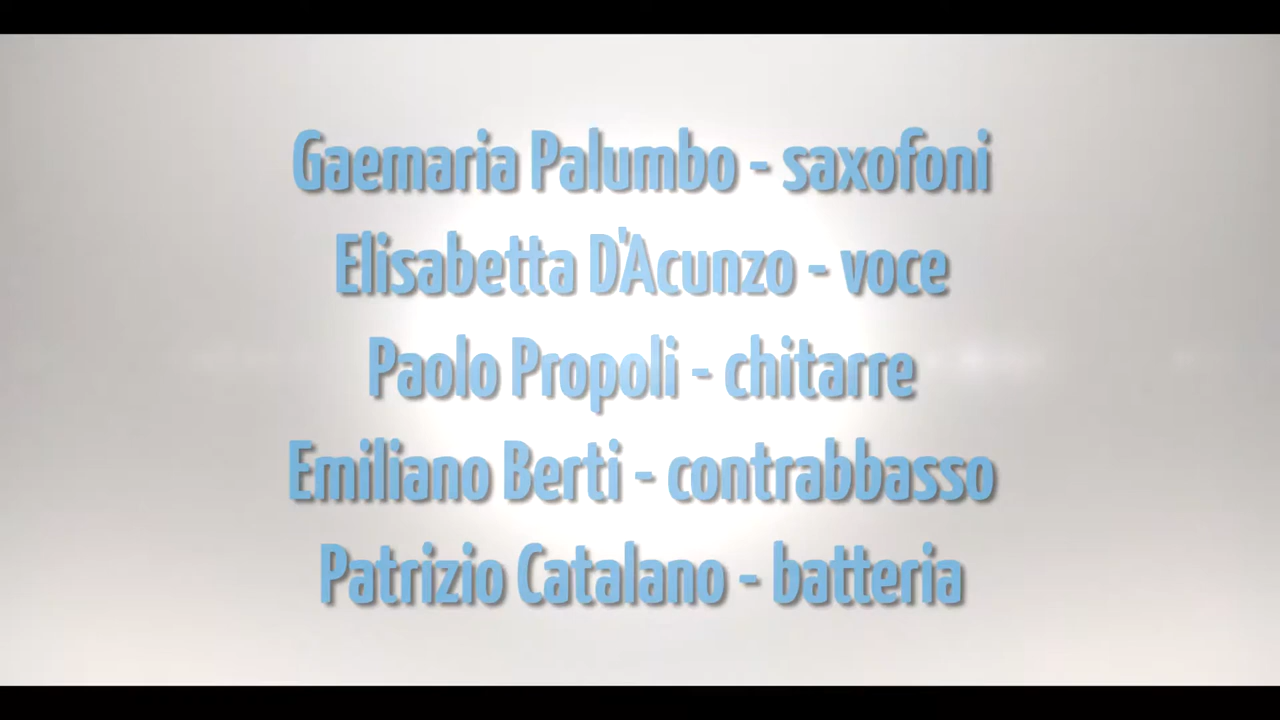 Gaemaria Palumbo - saxofoni
Elisabetta D'Acunzo - voce
Paolo Propoli - chitarre
Emiliano Berti - contrabbasso
Patrizio Catalano - batteria